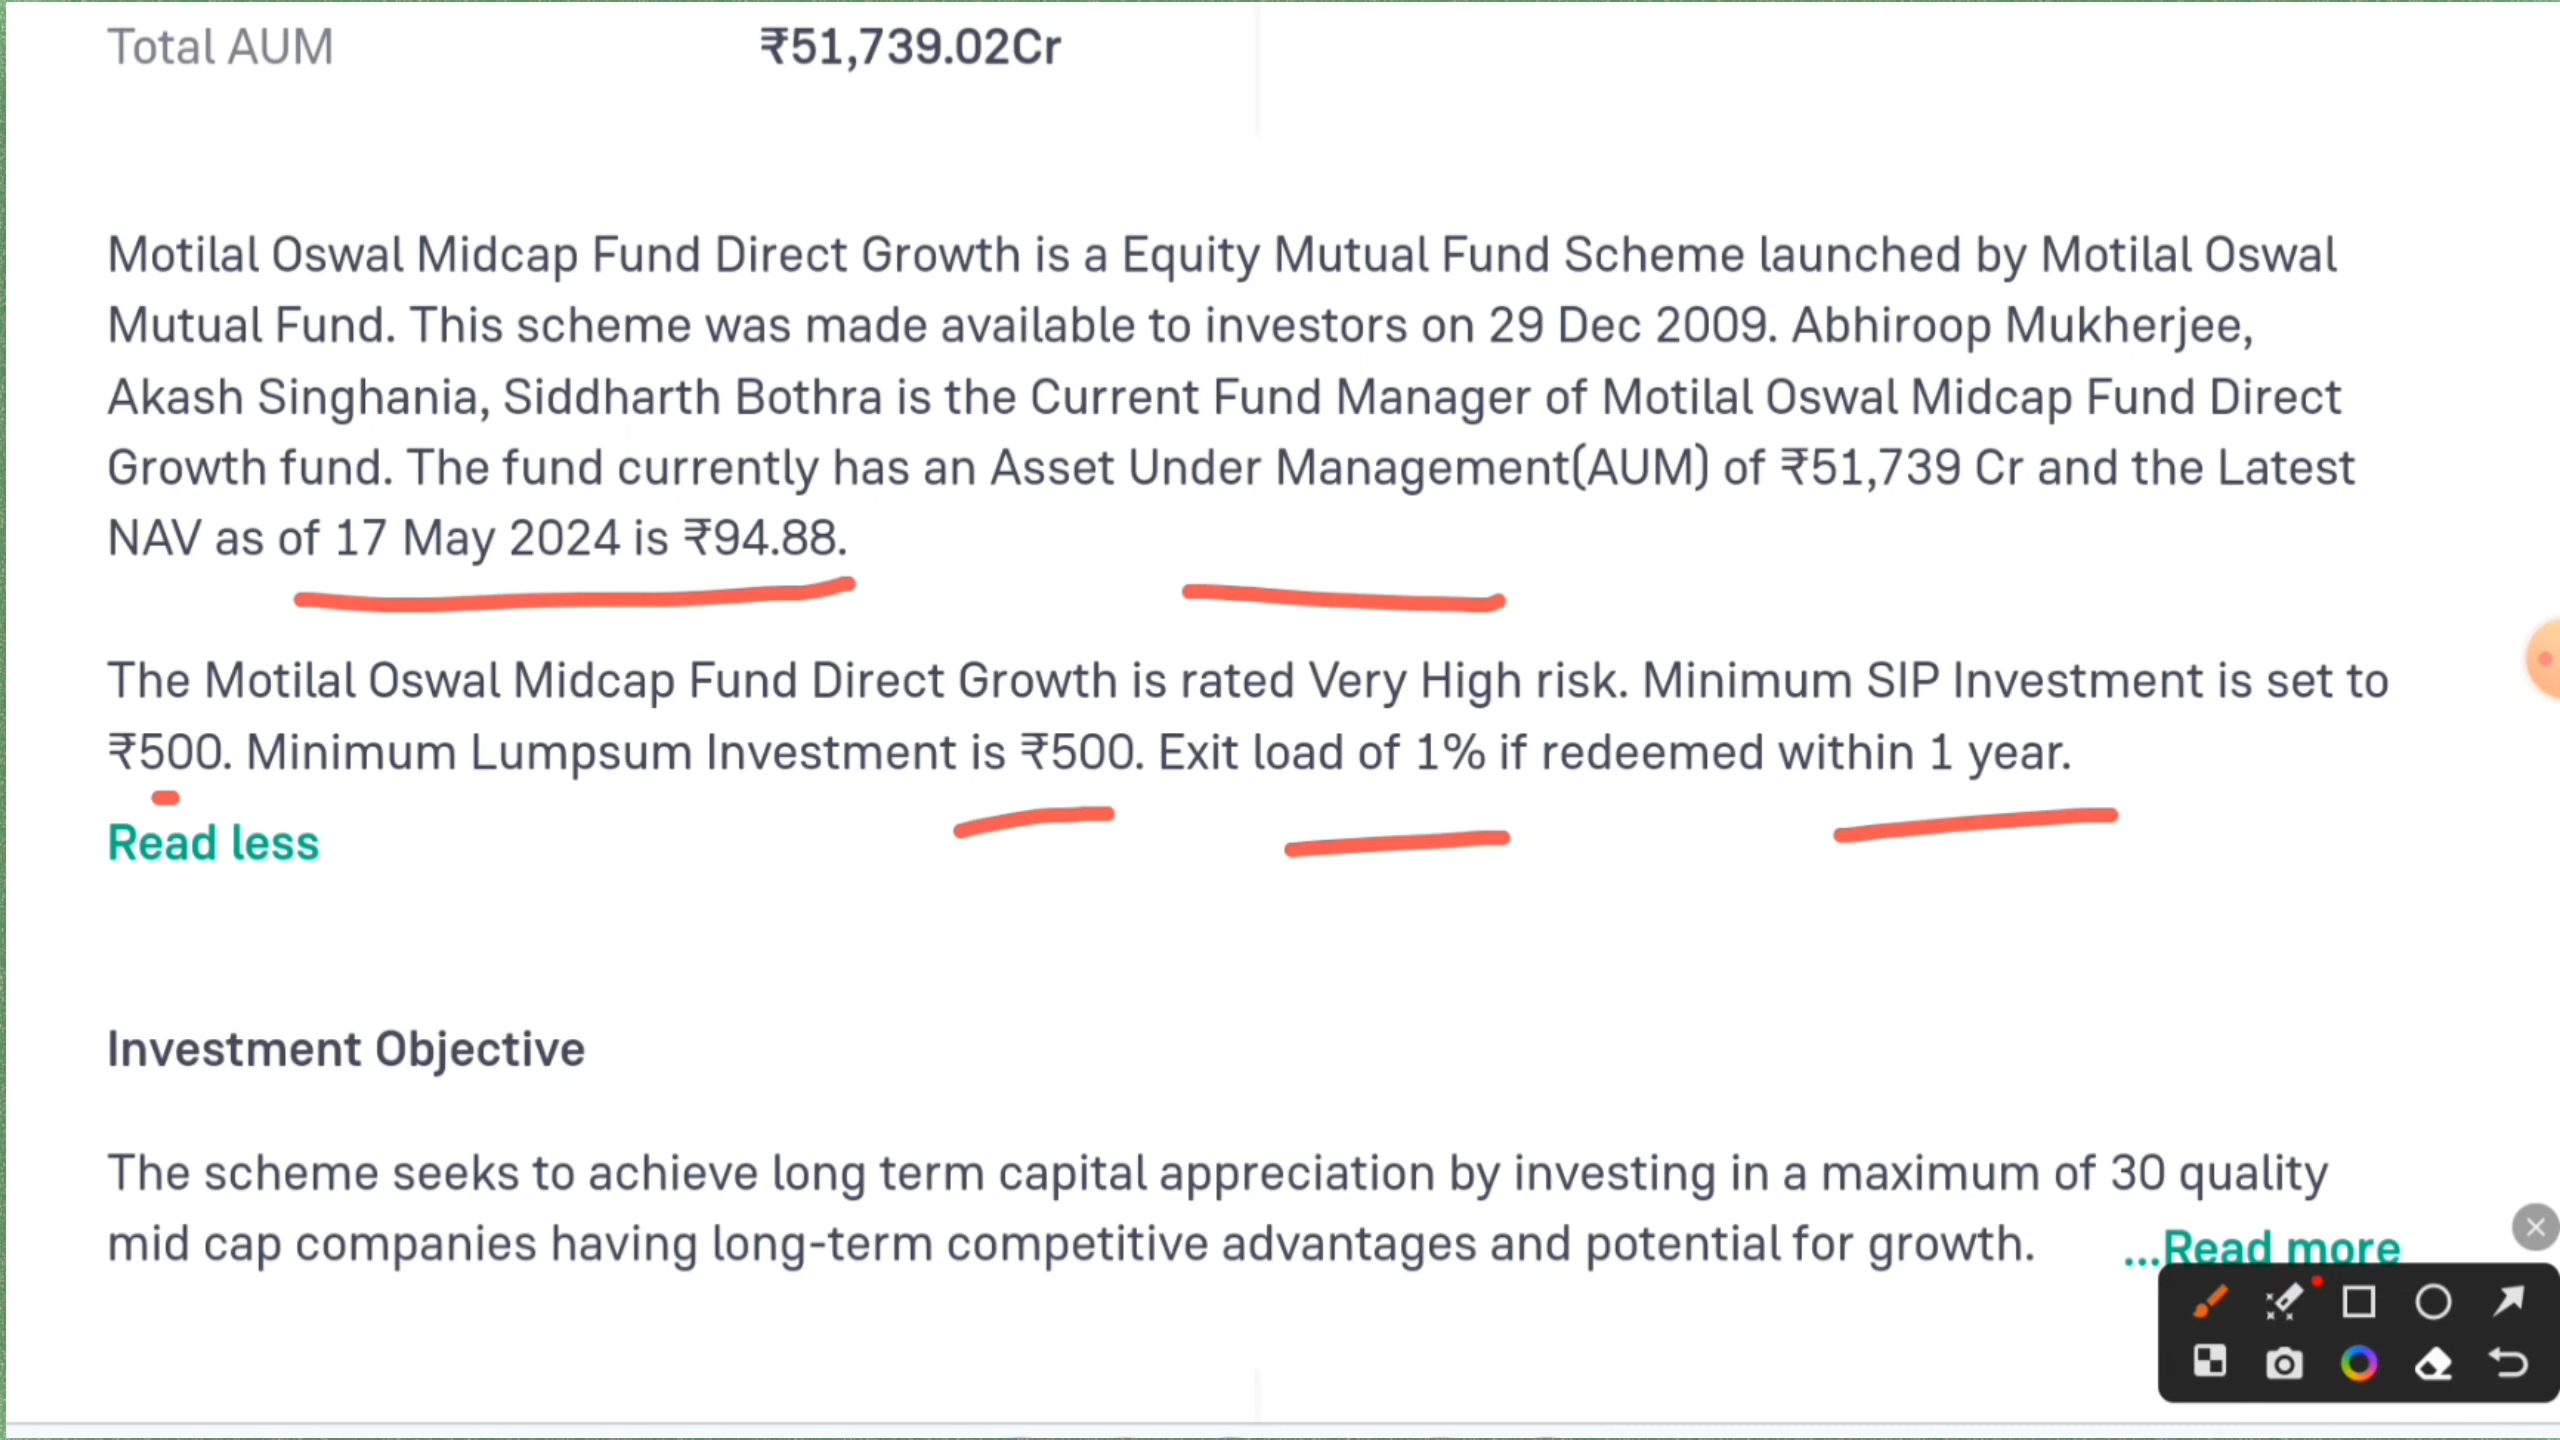 Total AUM ₹51,739.02Cr
Motilal Oswal Midcap Fund Direct Growth is a Equity Mutual Fund Scheme launched by Motilal Oswal
Mutual Fund. This scheme was made available to investors on 29 Dec 2009. Abhiroop Mukherjee,
Akash Singhania, Siddharth Bothra is the Current Fund Manager of Motilal Oswal Midcap Fund Direct
Growth fund. The fund currently has an Asset Under Management(AUM) of ₹51,739 Cr and the Latest
NAV as of 17 May 2024 is ₹94.88.
The Motilal Oswal Midcap Fund Direct Growth is rated Very High risk. Minimum SIP Investment is set to
₹500. Minimum Lumpsum Investment is ₹500. Exit load of 1% if redeemed within 1 year.
Read less
Investment Objective
The scheme seeks to achieve long term capital appreciation by investing in a maximum of 30 quality
mid cap companies having long-term competitive advantages and potential for growth. ...Read more